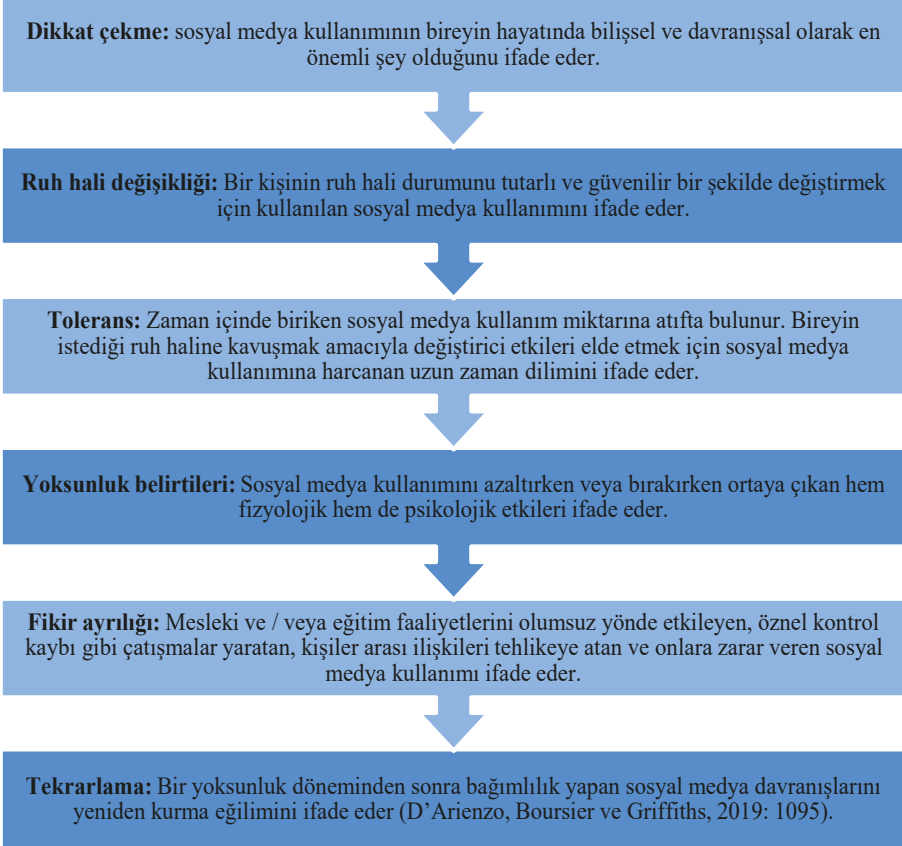 Dikkat çekme: sosyal medya kullanımının bireyin hayatında bilişsel ve davranışsal olarak en
önemli şey olduğunu ifade eder.
Ruh hali değişikliği: Bir kişinin ruh hali durumunu tutarlı ve güvenilir bir şekilde değiştirmek
için kullanılan sosyal medya kullanımını ifade eder.
Tolerans: Zaman içinde biriken sosyal medya kullanım miktarına atıfta bulunur. Bireyin
istediği ruh haline kavuşmak amacıyla değiştirici etkileri elde etmek için sosyal medya
kullanımına harcanan uzun zaman dilimini ifade eder.
Yoksunluk belirtileri: Sosyal medya kullanımını azaltırken veya bırakırken ortaya çıkan hem
fizyolojik hem de psikolojik etkileri ifade eder.
Fikir ayrılığı: Mesleki ve / veya eğitim faaliyetlerini olumsuz yönde etkileyen, öznel kontrol
kaybı gibi çatışmalar yaratan, kişiler arası ilişkileri tehlikeye atan ve onlara zarar veren sosyal
medya kullanımı ifade eder.
Tekrarlama: Bir yoksunluk döneminden sonra bağımlılık yapan sosyal medya davranışlarını
yeniden kurma eğilimini ifade eder (D’Arienzo, Boursier ve Griffiths, 2019: 1095).